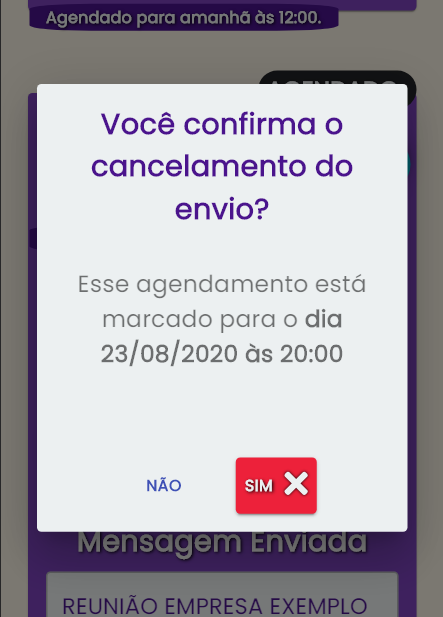 Agendado para amanhã às 12:00.
AGENDADO
Você confirma o
cancelamento do
envio?
Esse agendamento está
marcado para o dia
23/08/2020 às 20:00
NÃO
SIM
Mensagem Enviada
REUNIÃO EMPRESA EXEMPLO